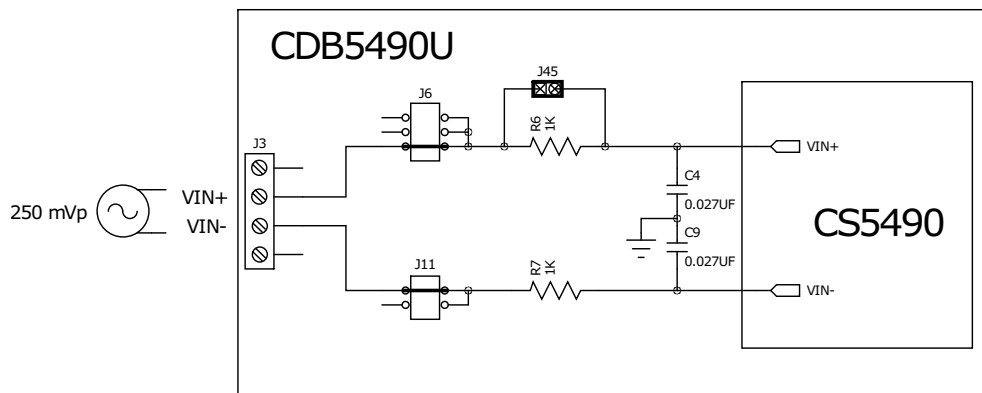 CDB5490U
J45
J6
R6
1K
J3
VIN+
C4
VIN+
250 mVp
0.027UF
CS5490
VIN-
C9
R7
1K
0.027UF
J11
VIN-